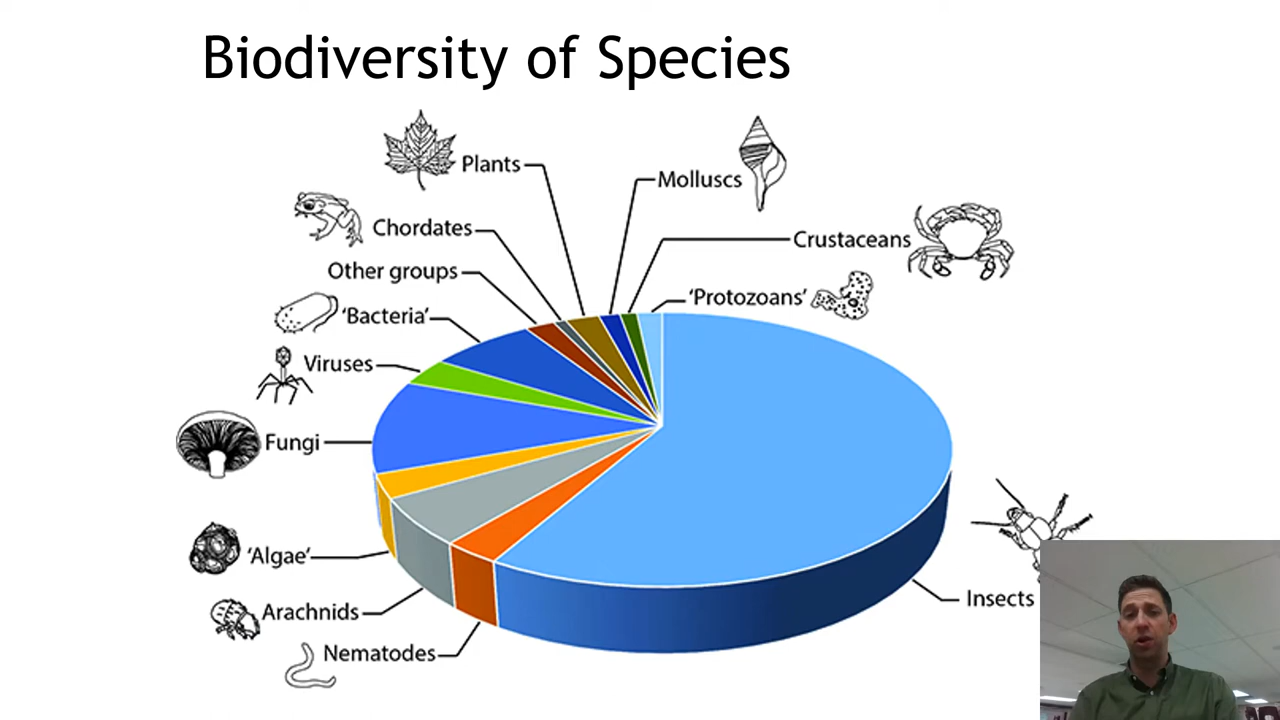 Biodiversity of Species
Plants
Molluscs
Chordates
Crustaceans
Other groups
'Protozoans'
'Bacteria'
Viruses
Fungi
'Algae'
Insects
Arachnids
Nematodes